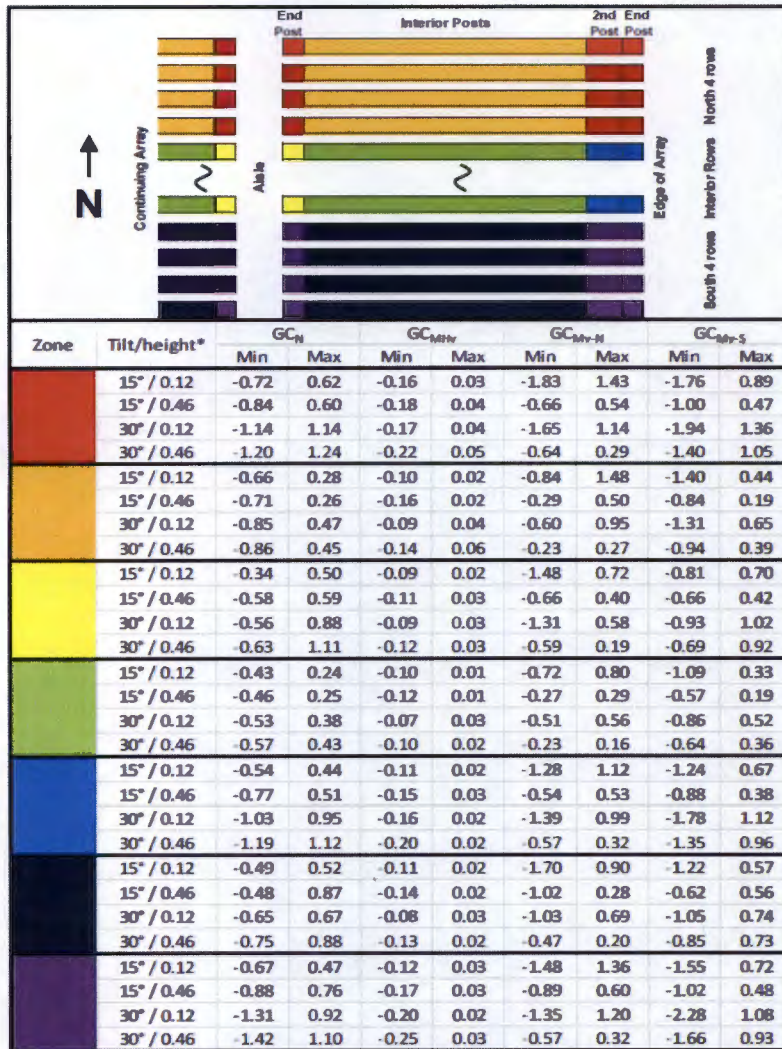 End Post
Interior Posts
2nd Post
End Post
North 4 rows
Interior Rows
South 4 rows
Continuing Array
Aisle
Edge of Array
N
Zone Tilt/height* GC_N GC_MHv GC_Mv-N GC_Mv-S
Min Max Min Max Min Max Min Max
15° / 0.12 -0.72 0.62 -0.16 0.03 -1.83 1.43 -1.76 0.89
15° / 0.46 -0.84 0.60 -0.18 0.04 -0.66 0.54 -1.00 0.47
30° / 0.12 -1.14 1.14 -0.17 0.04 -1.65 1.14 -1.94 1.36
30° / 0.46 -1.20 1.24 -0.22 0.05 -0.64 0.29 -1.40 1.05
15° / 0.12 -0.66 0.28 -0.10 0.02 -0.84 1.48 -1.40 0.44
15° / 0.46 -0.71 0.26 -0.16 0.02 -0.29 0.50 -0.84 0.19
30° / 0.12 -0.85 0.47 -0.09 0.04 -0.60 0.95 -1.31 0.65
30° / 0.46 -0.86 0.45 -0.14 0.06 -0.23 0.27 -0.94 0.39
15° / 0.12 -0.34 0.50 -0.09 0.02 -1.48 0.72 -0.81 0.70
15° / 0.46 -0.58 0.59 -0.11 0.03 -0.66 0.40 -0.66 0.42
30° / 0.12 -0.56 0.88 -0.09 0.03 -1.31 0.58 -0.93 1.02
30° / 0.46 -0.63 1.11 -0.12 0.03 -0.59 0.19 -0.69 0.92
15° / 0.12 -0.43 0.24 -0.10 0.01 -0.72 0.80 -1.09 0.33
15° / 0.46 -0.46 0.25 -0.12 0.01 -0.27 0.29 -0.57 0.19
30° / 0.12 -0.53 0.38 -0.07 0.03 -0.51 0.56 -0.86 0.52
30° / 0.46 -0.57 0.43 -0.10 0.02 -0.23 0.16 -0.64 0.36
15° / 0.12 -0.54 0.44 -0.11 0.02 -1.28 1.12 -1.24 0.67
15° / 0.46 -0.77 0.51 -0.15 0.03 -0.54 0.53 -0.88 0.38
30° / 0.12 -1.03 0.95 -0.16 0.02 -1.39 0.99 -1.78 1.12
30° / 0.46 -1.19 1.12 -0.20 0.02 -0.57 0.32 -1.35 0.96
15° / 0.12 -0.49 0.52 -0.11 0.02 -1.70 0.90 -1.22 0.57
15° / 0.46 -0.48 0.87 -0.14 0.02 -1.02 0.28 -0.62 0.56
30° / 0.12 -0.65 0.67 -0.08 0.03 -1.03 0.69 -1.05 0.74
30° / 0.46 -0.75 0.88 -0.13 0.02 -0.47 0.20 -0.85 0.73
15° / 0.12 -0.67 0.47 -0.12 0.03 -1.48 1.36 -1.55 0.72
15° / 0.46 -0.88 0.76 -0.17 0.03 -0.89 0.60 -1.02 0.48
30° / 0.12 -1.31 0.92 -0.20 0.02 -1.35 1.20 -2.28 1.08
30° / 0.46 -1.42 1.10 -0.25 0.03 -0.57 0.32 -1.66 0.93